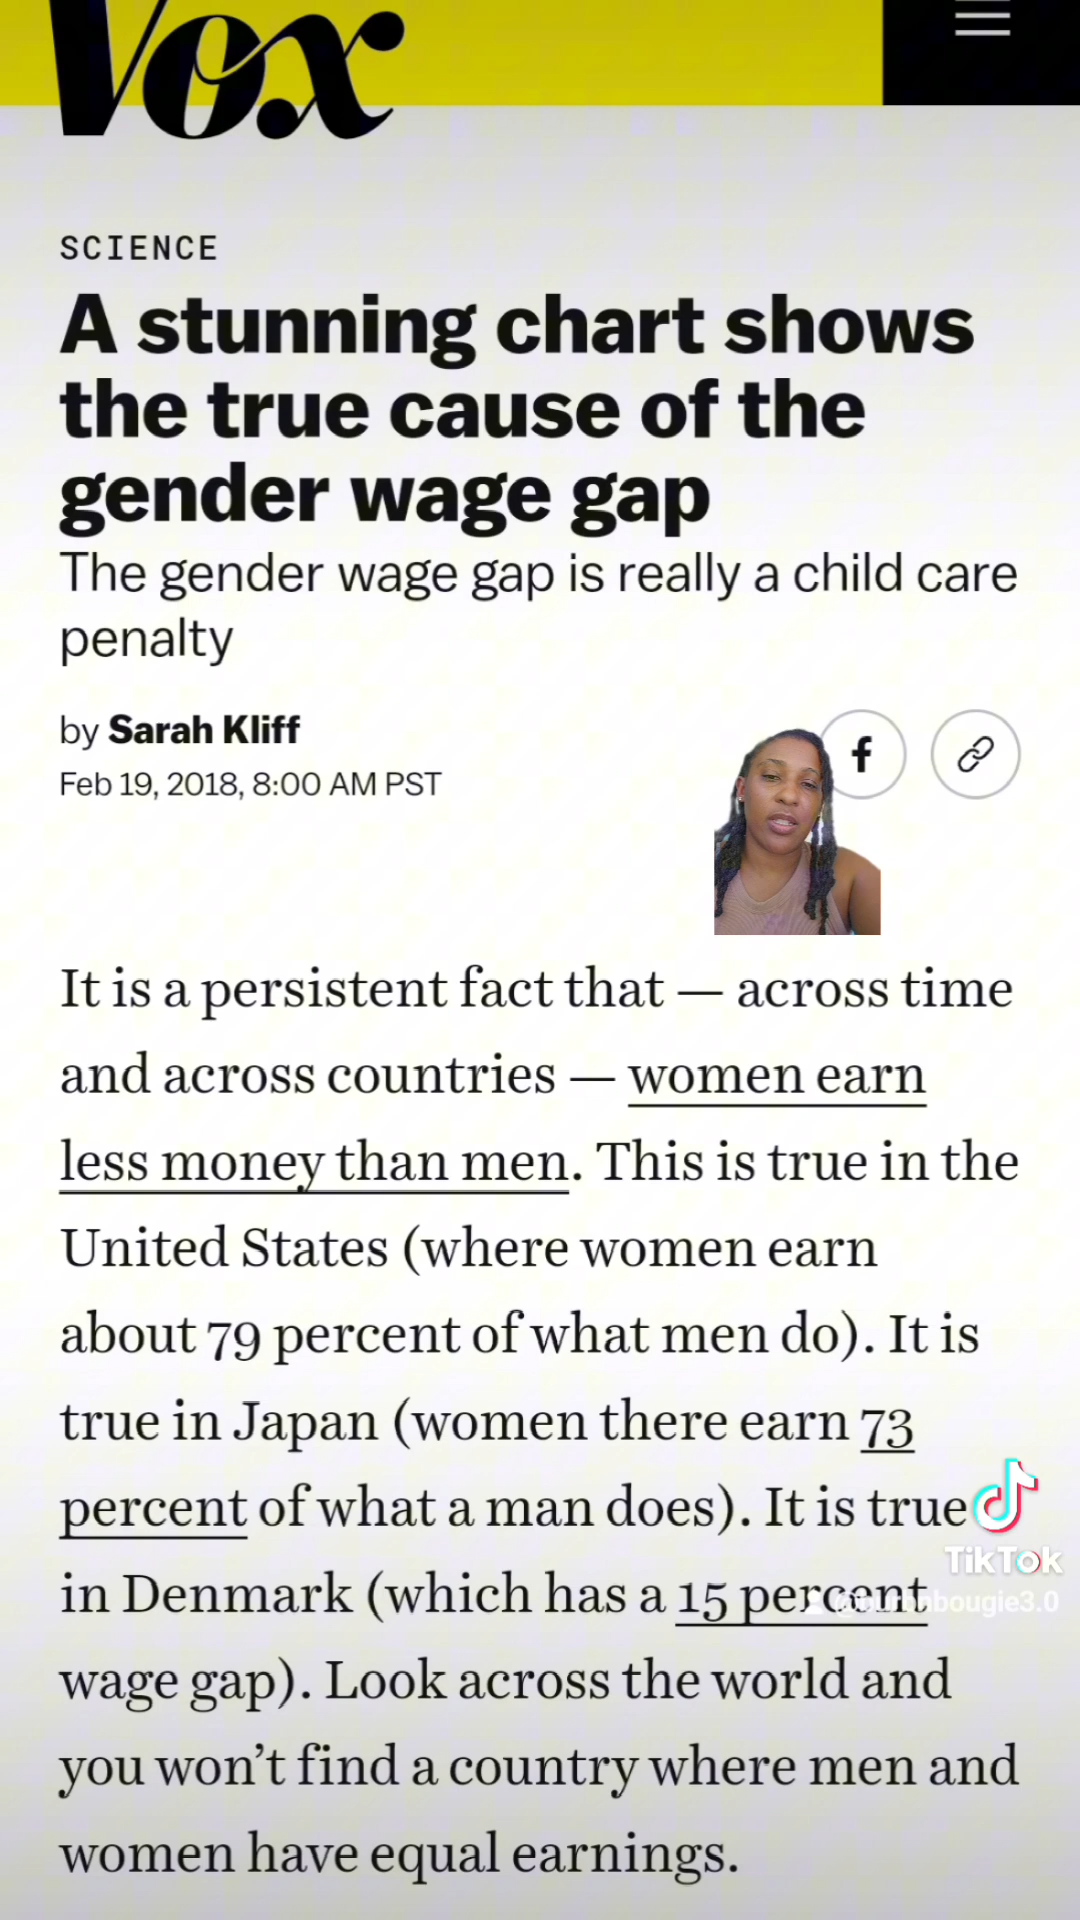 Vox
SCIENCE
A stunning chart shows
the true cause of the
gender wage gap
The gender wage gap is really a child care
penalty
by Sarah Kliff
Feb 19, 2018, 8:00 AM PST
It is a persistent fact that — across time
and across countries — women earn
less money than men. This is true in the
United States (where women earn
about 79 percent of what men do). It is
true in Japan (women there earn 73
percent of what a man does). It is true
TikTok
in Denmark (which has a 15 percent
wage gap). Look across the world and
you won’t find a country where men and
women have equal earnings.